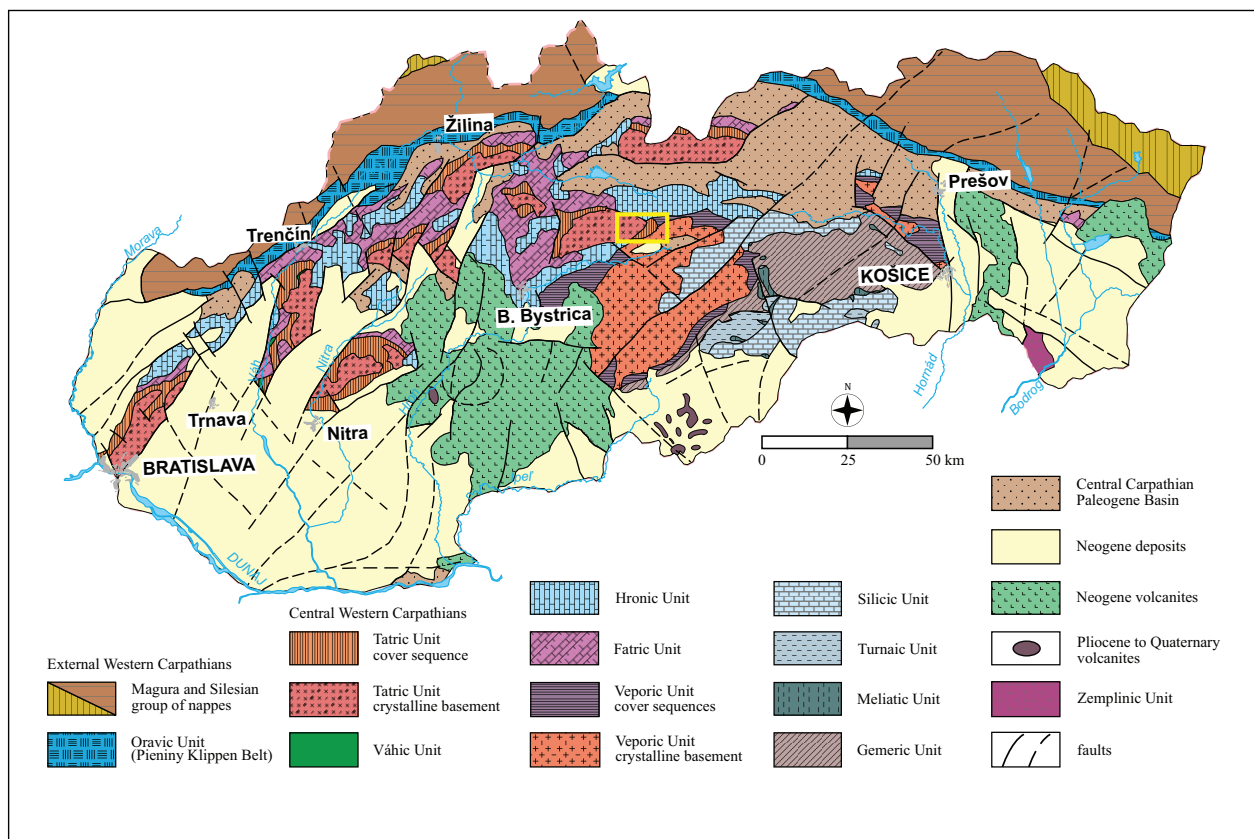 Žilina
Prešov
Morava
Trenčín
KOŠICE
B. Bystrica
Váh
Nitra
Hornád
Bodrog
Trnava
Nitra
BRATISLAVA
DUNAJ
N
0 25 50 km
Central Carpathian
Paleogene Basin
Neogene deposits
Neogene volcanites
Pliocene to Quaternary
volcanites
Zemplinic Unit
faults
Hronic Unit
Fatric Unit
Veporic Unit
cover sequences
Veporic Unit
crystalline basement
Silicic Unit
Turnaic Unit
Meliatic Unit
Gemeric Unit
Central Western Carpathians
Tatric Unit
cover sequence
Tatric Unit
crystalline basement
Váhic Unit
External Western Carpathians
Magura and Silesian
group of nappes
Oravic Unit
(Pieniny Klippen Belt)